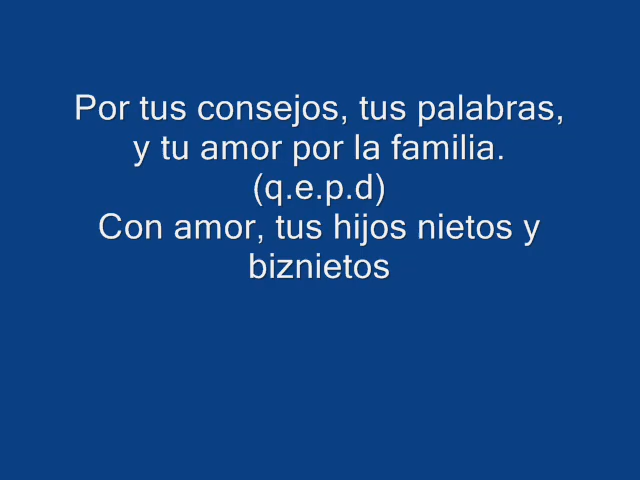 Por tus consejos, tus palabras,
y tu amor por la familia.
(q.e.p.d)
Con amor, tus hijos nietos y
biznietos